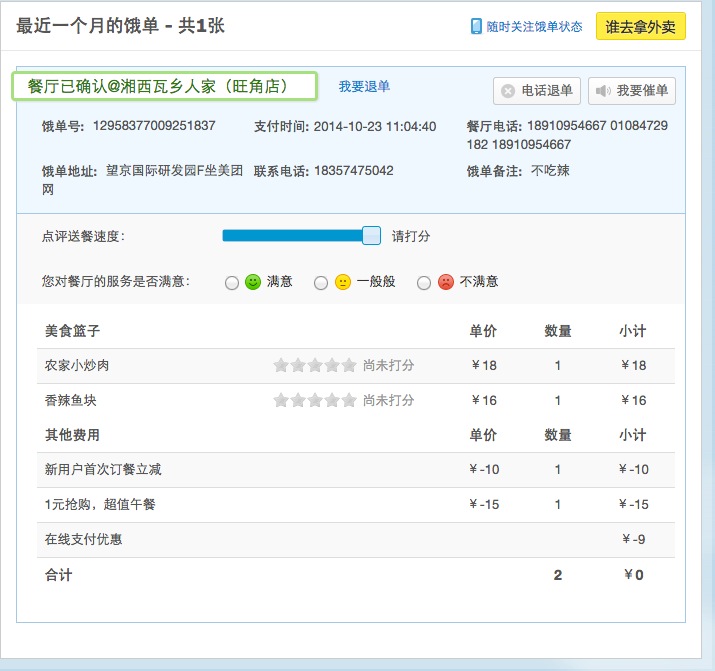 最近一个月的饿单 - 共1张
随时关注饿单状态
谁去拿外卖
餐厅已确认@湘西瓦乡人家（旺角店）
我要退单
电话退单
我要催单
饿单号: 12958377009251837
支付时间: 2014-10-23 11:04:40
餐厅电话: 18910954667 01084729
182 18910954667
饿单地址: 望京国际研发园F坐美团
网
联系电话: 18357475042
饿单备注: 不吃辣
点评送餐速度:
请打分
您对餐厅的服务是否满意: 满意 一般般 不满意
美食篮子 单价 数量 小计
农家小炒肉 尚未打分 ￥18 1 ￥18
香辣鱼块 尚未打分 ￥16 1 ￥16
其他费用 单价 数量 小计
新用户首次订餐立减 ￥-10 1 ￥-10
1元抢购，超值午餐 ￥-15 1 ￥-15
在线支付优惠 ￥-9
合计 2 ￥0